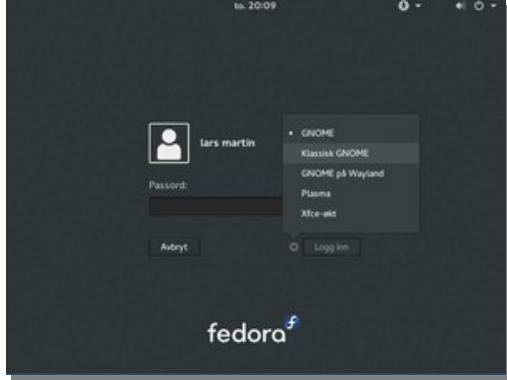 to. 20:09
lars martin
GNOME
Klassisk GNOME
GNOME på Wayland
Plasma
Xfce-økt
Passord:
Avbryt
Logg inn
fedora